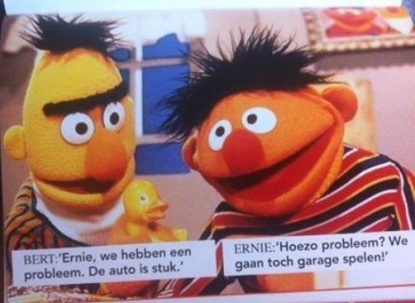 BERT:'Ernie, we hebben een
probleem. De auto is stuk.'
ERNIE:'Hoezo probleem? We
gaan toch garage spelen!'